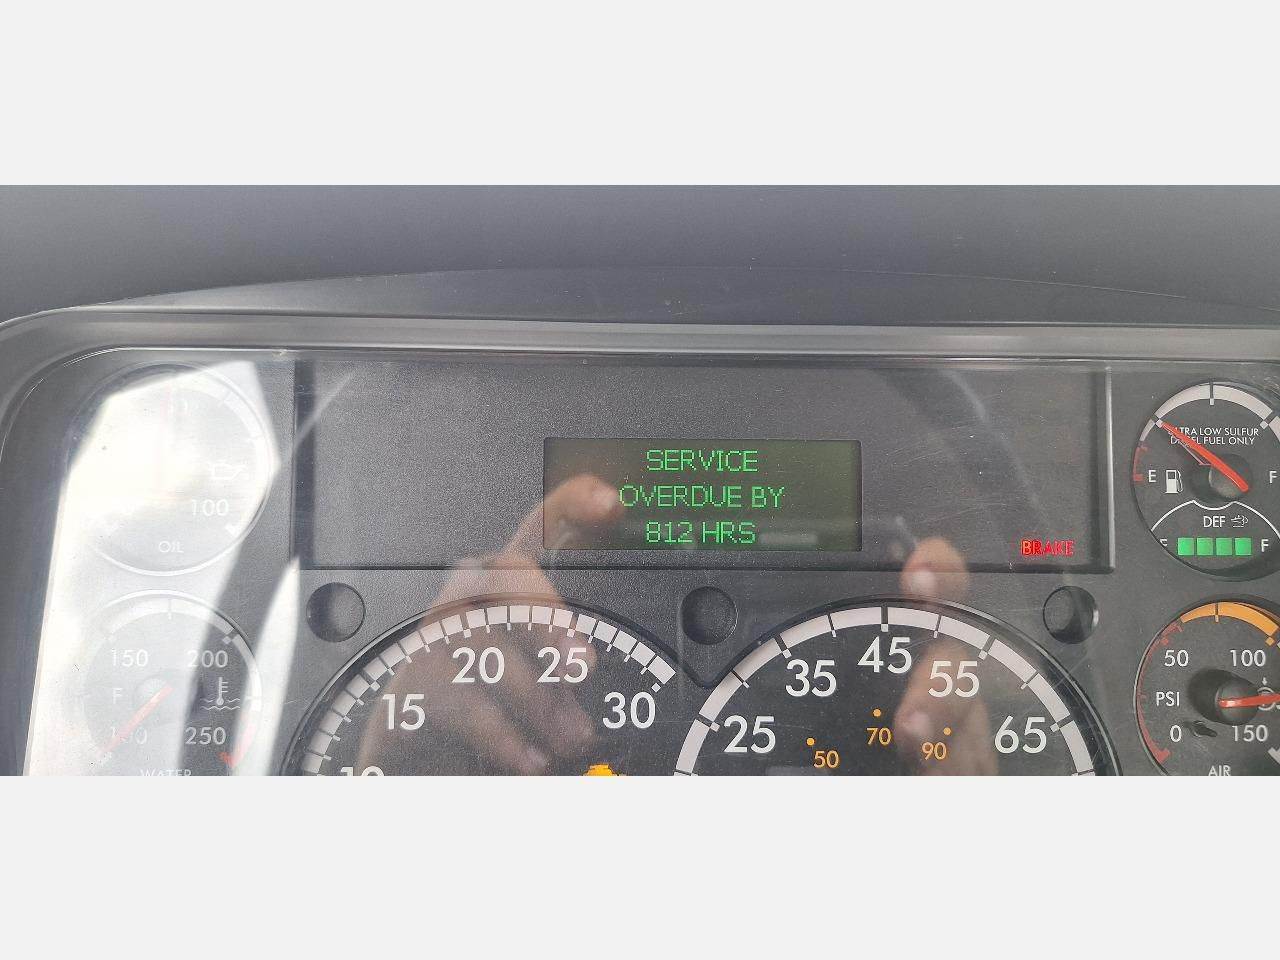 SERVICE
OVERDUE BY
812 HRS
BRAKE
100
OIL
150 200
F
250
WATER
15 20 25 30
25 35 45 55 65
50 70 90
ULTRA LOW SULFUR
DIESEL FUEL ONLY
E F
DEF
F
50 100
PSI
0 150
AIR